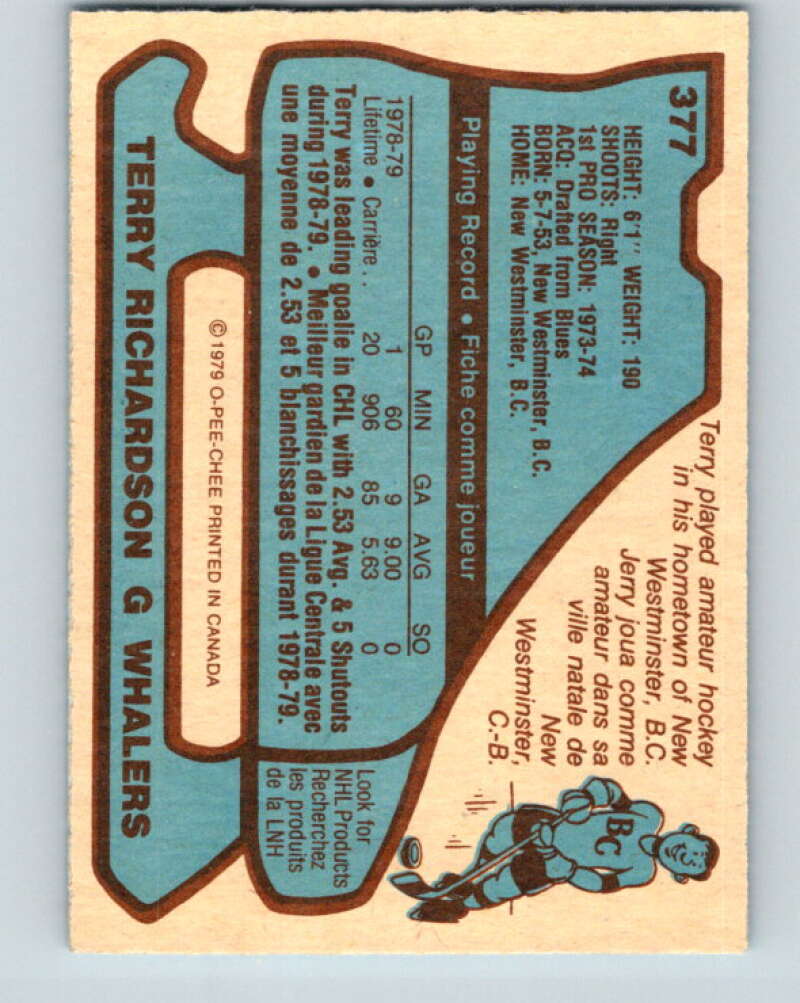 377
HEIGHT: 6'1" WEIGHT: 190
SHOOTS: Right
1st PRO SEASON: 1973-74
ACQ: Drafted from Blues
BORN: 5-7-53, New Westminster, B.C.
HOME: New Westminster, B.C.
Terry played amateur hockey
in his hometown of New
Westminster, B.C.
Jerry joua comme
amateur dans sa
ville natale de
New
Westminster,
C.-B.
BC
Playing Record • Fiche comme joueur
GP MIN GA AVG SO
1978-79 1 60 9 9.00 0
Lifetime • Carrière . . 20 906 85 5.63 0
Terry was leading goalie in CHL with 2.53 Avg. & 5 Shutouts
during 1978-79. • Meilleur gardien de la Ligue Centrale avec
une moyenne de 2.53 et 5 blanchissages durant 1978-79.
Look for
NHL Products
Recherchez
les produits
de la LNH
©1979 O-PEE-CHEE PRINTED IN CANADA
TERRY RICHARDSON G WHALERS